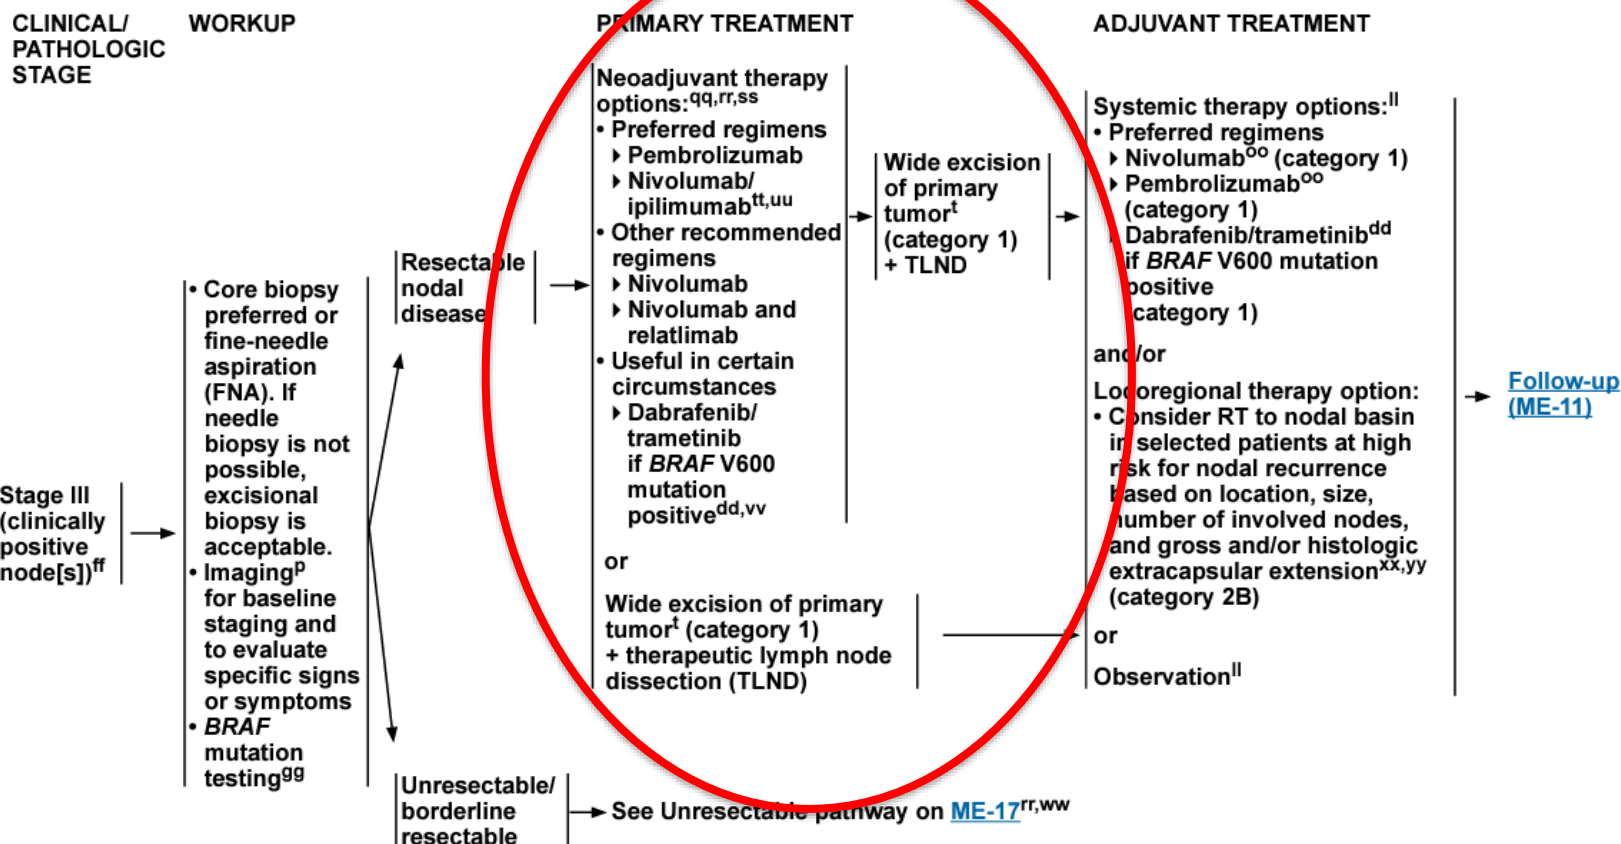 CLINICAL/
PATHOLOGIC
STAGE
WORKUP
PRIMARY TREATMENT
ADJUVANT TREATMENT
Stage III
(clinically
positive
node[s])ff
• Core biopsy
preferred or
fine-needle
aspiration
(FNA). If
needle
biopsy is not
possible,
excisional
biopsy is
acceptable.
• Imagingp
for baseline
staging and
to evaluate
specific signs
or symptoms
• BRAF
mutation
testinggg
Resectable
nodal
disease
Neoadjuvant therapy
options:qq,rr,ss
• Preferred regimens
Pembrolizumab
Nivolumab/
ipilimumabtt,uu
• Other recommended
regimens
Nivolumab
Nivolumab and
relatlimab
• Useful in certain
circumstances
Dabrafenib/
trametinib
if BRAF V600
mutation
positivedd,vv
or
Wide excision of primary
tumort (category 1)
+ therapeutic lymph node
dissection (TLND)
Wide excision
of primary
tumort
(category 1)
+ TLND
Systemic therapy options:ll
• Preferred regimens
Nivolumaboo (category 1)
Pembrolizumaboo
(category 1)
Dabrafenib/trametinibdd
if BRAF V600 mutation
positive
(category 1)
and/or
Locoregional therapy option:
• Consider RT to nodal basin
in selected patients at high
risk for nodal recurrence
based on location, size,
number of involved nodes,
and gross and/or histologic
extracapsular extensionxx,yy
(category 2B)
or
Observationll
Follow-up
(ME-11)
Unresectable/
borderline
resectable
See Unresectable pathway on ME-17rr,ww